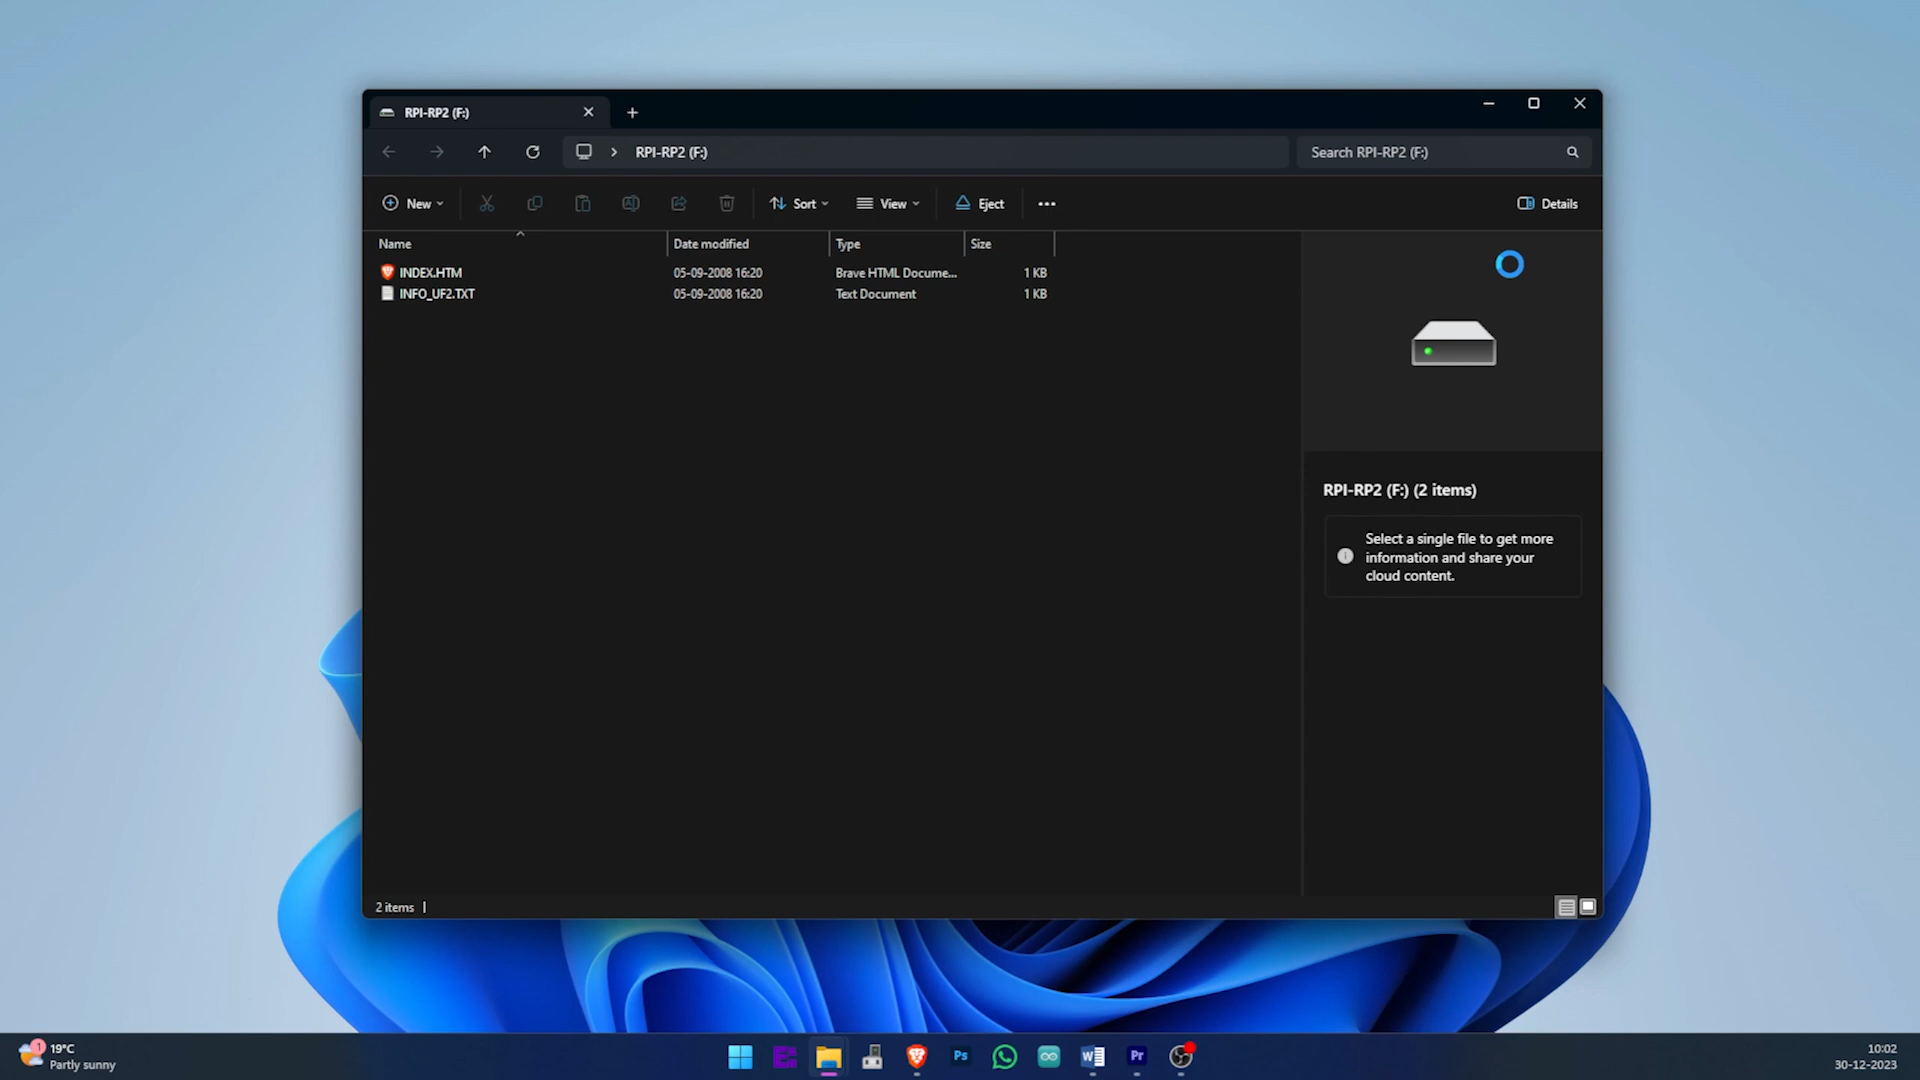 RPI-RP2 (F:)
RPI-RP2 (F:)
Search RPI-RP2 (F:)
New
Sort
View
Eject
Details
Name
Date modified
Type
Size
INDEX.HTM
05-09-2008 16:20
Brave HTML Docume...
1 KB
INFO_UF2.TXT
05-09-2008 16:20
Text Document
1 KB
RPI-RP2 (F:) (2 items)
Select a single file to get more
information and share your
cloud content.
2 items
1
19°C
Partly sunny
Ps
W
Pr
10:02
30-12-2023